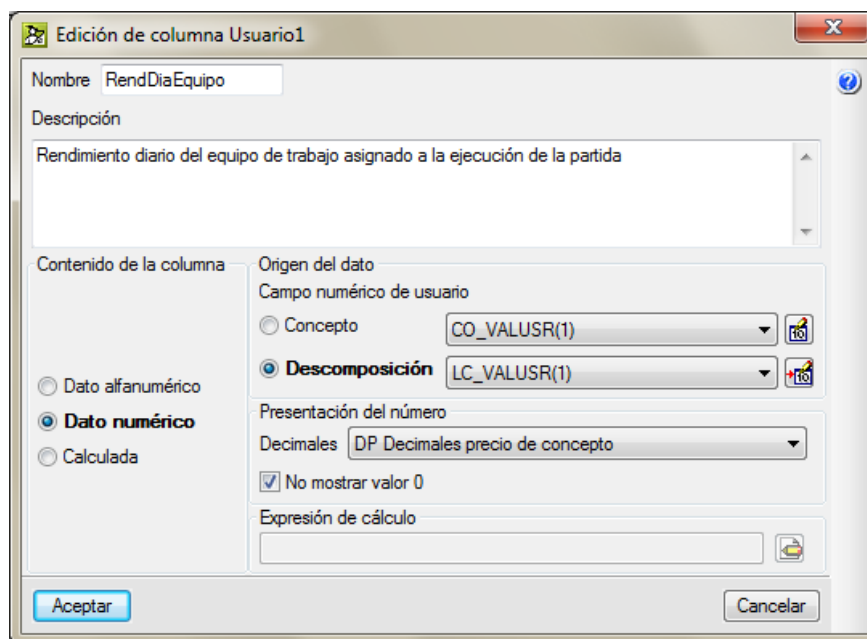 Edición de columna Usuario1
Nombre RendDiaEquipo
Descripción
Rendimiento diario del equipo de trabajo asignado a la ejecución de la partida
Contenido de la columna
Dato alfanumérico
Dato numérico
Calculada
Origen del dato
Campo numérico de usuario
Concepto CO_VALUSR(1)
Descomposición LC_VALUSR(1)
Presentación del número
Decimales DP Decimales precio de concepto
No mostrar valor 0
Expresión de cálculo
Aceptar
Cancelar